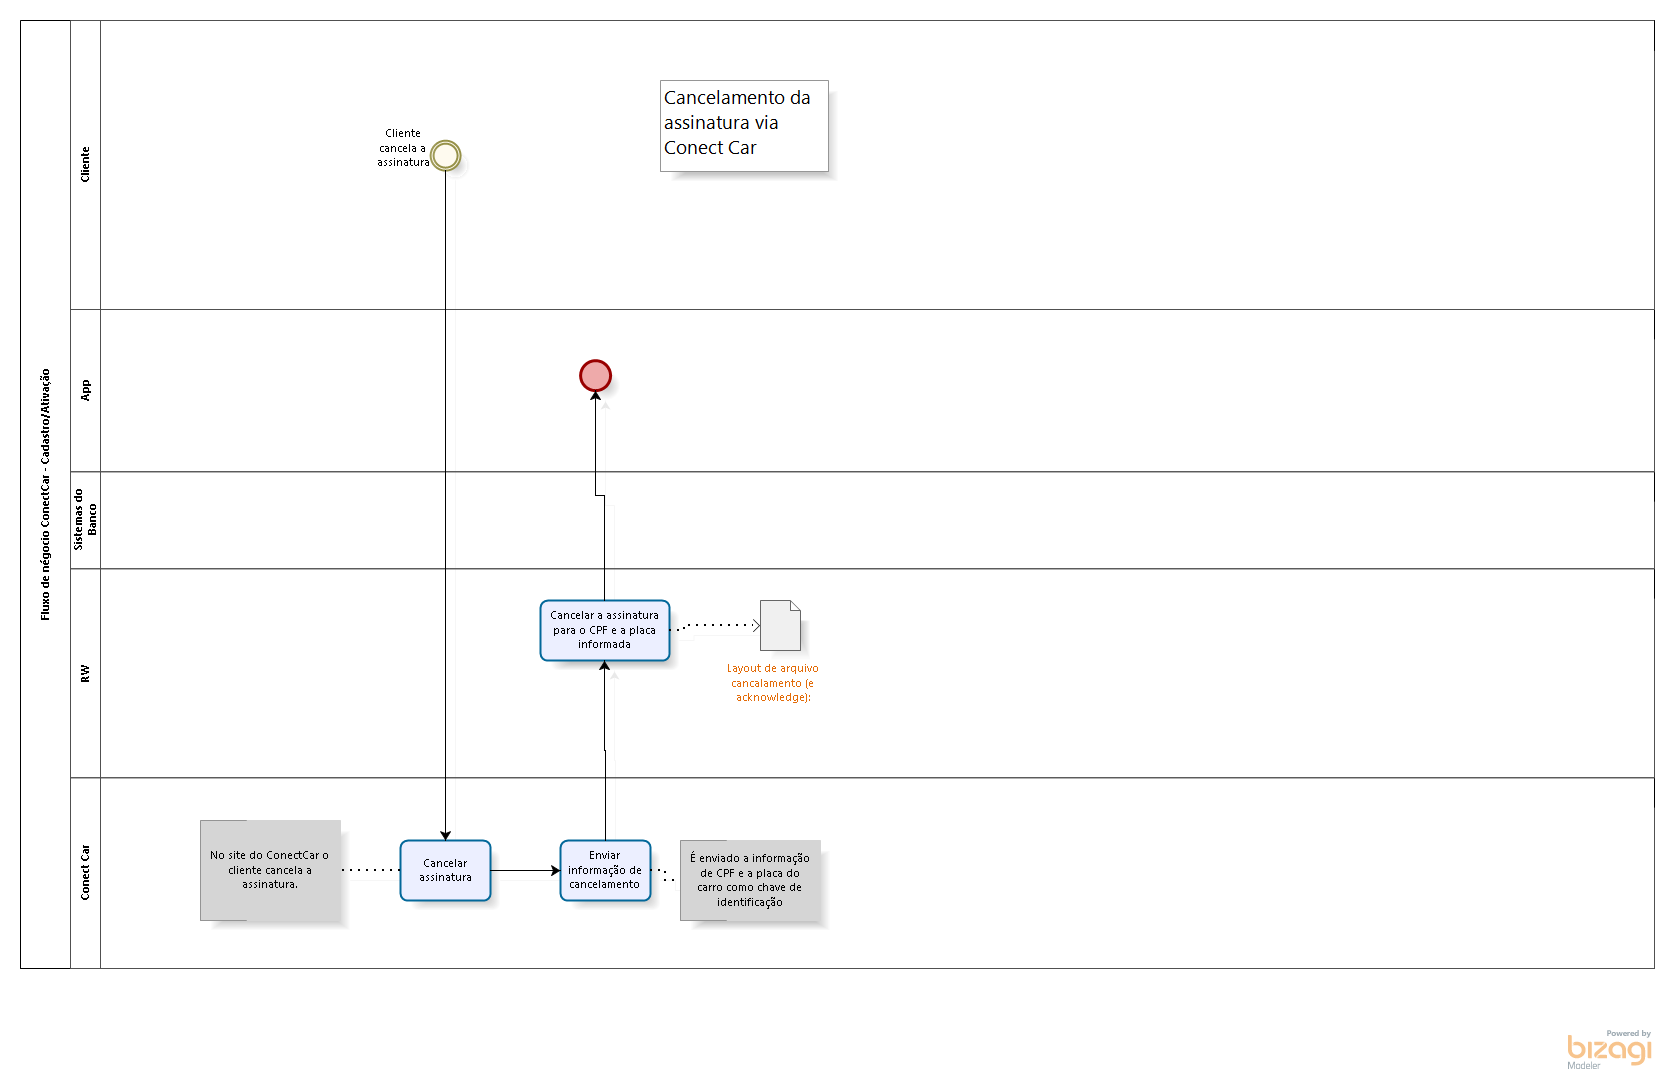 Fluxo de négocio ConectCar - Cadastro/Ativação
Cliente
Cliente
cancela a
assinatura
Cancelamento da
assinatura via
Conect Car
App
Sistemas do
Banco
RW
Cancelar a assinatura
para o CPF e a placa
informada
Layout de arquivo
cancalamento (e
acknowledge):
Conect Car
No site do ConectCar o
cliente cancela a
assinatura.
Cancelar
assinatura
Enviar
informação de
cancelamento
É enviado a informação
de CPF e a placa do
carro como chave de
identificação
Powered by
bizagi
Modeler